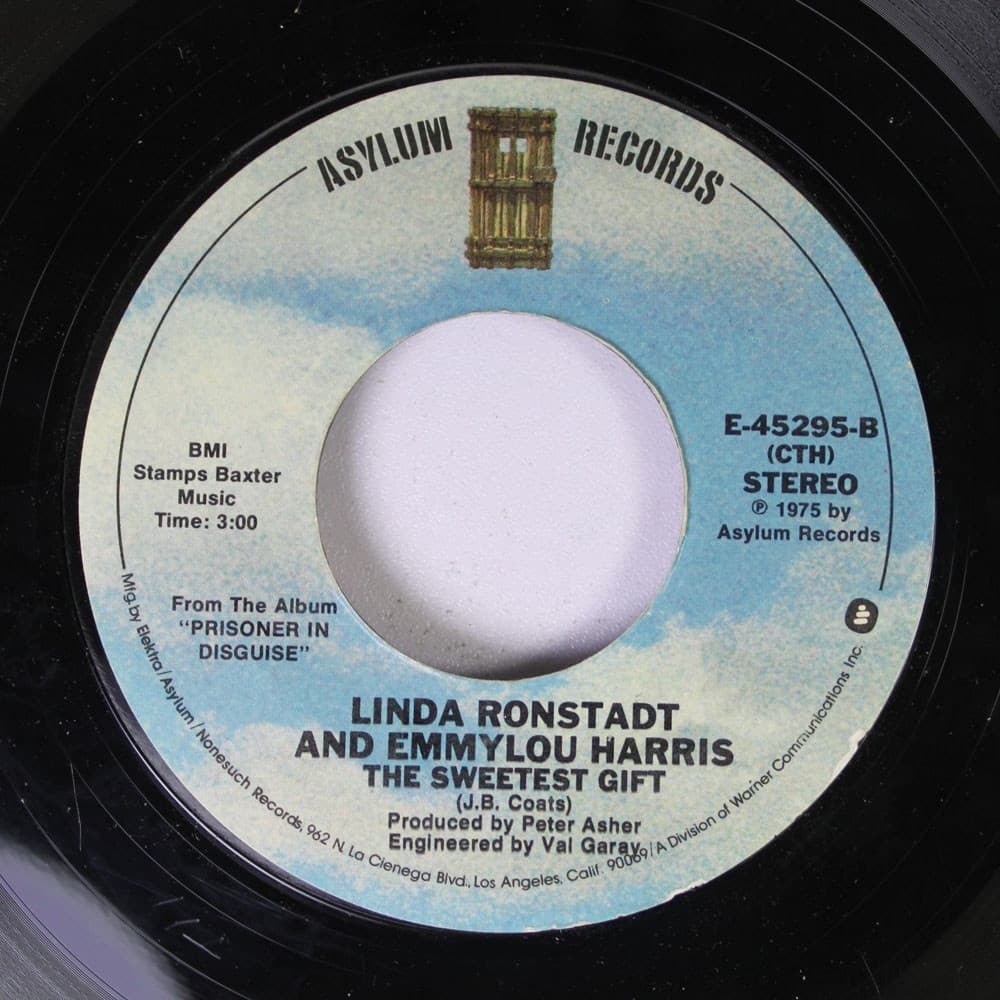 ASYLUM RECORDS
BMI
Stamps Baxter
Music
Time: 3:00
E-45295-B
(CTH)
STEREO
℗ 1975 by
Asylum Records
From The Album
"PRISONER IN
DISGUISE"
LINDA RONSTADT
AND EMMYLOU HARRIS
THE SWEETEST GIFT
(J.B. Coats)
Produced by Peter Asher
Engineered by Val Garay
Mfg. by Elektra/Asylum/Nonesuch Records, 962 N. La Cienega Blvd., Los Angeles, Calif. 90069/A Division of Warner Communications Inc.